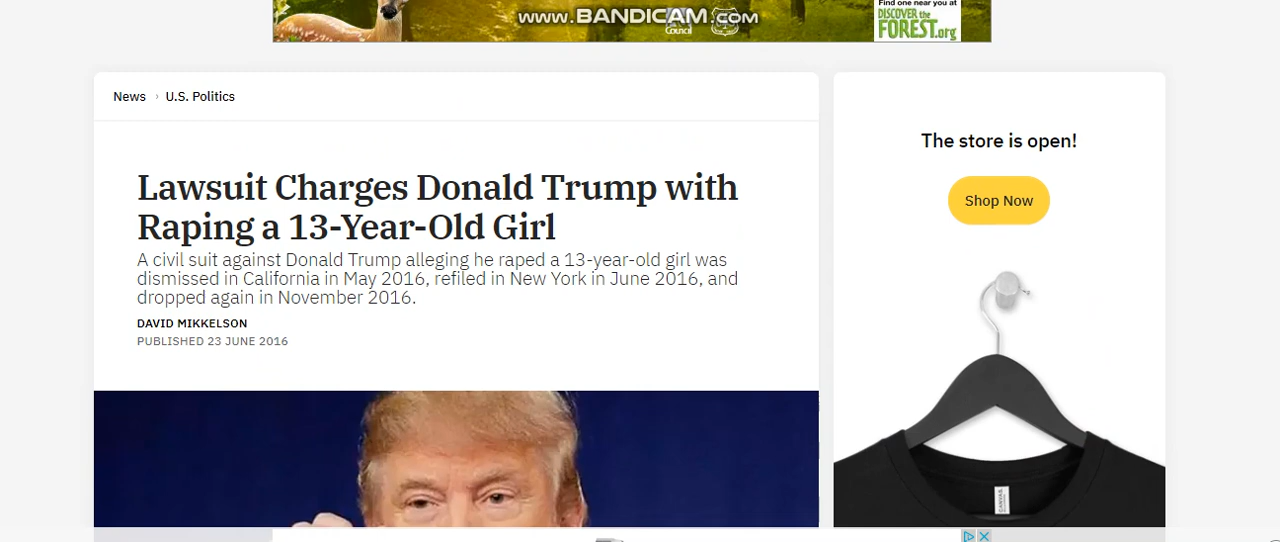 www.BANDICAM.com
Find one near you at
DISCOVER the
FOREST.org
Council
News › U.S. Politics
The store is open!
Shop Now
Lawsuit Charges Donald Trump with
Raping a 13-Year-Old Girl
A civil suit against Donald Trump alleging he raped a 13-year-old girl was
dismissed in California in May 2016, refiled in New York in June 2016, and
dropped again in November 2016.
DAVID MIKKELSON
PUBLISHED 23 JUNE 2016
CANVAS